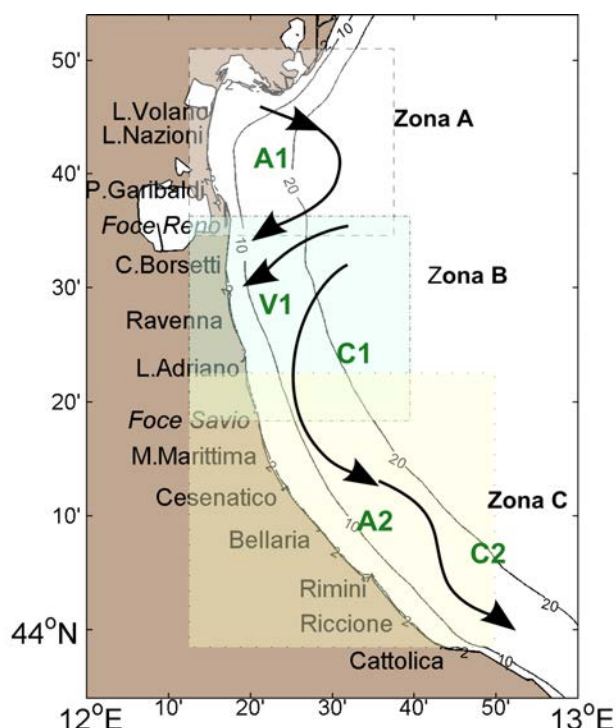 50'
L.Volano
Zona A
L.Nazioni
A1
40'
20
P.Garibaldi
Foce Reno
10
30'
C.Borsetti
Zona B
V1
Ravenna
C1
L.Adriano
20'
Foce Savio
20
M.Marittima
Cesenatico
Zona C
10'
10
A2
Bellaria
C2
Rimini
20
44°N
Riccione
Cattolica
2
10
12°E
10'
20'
30'
40'
50'
13°E